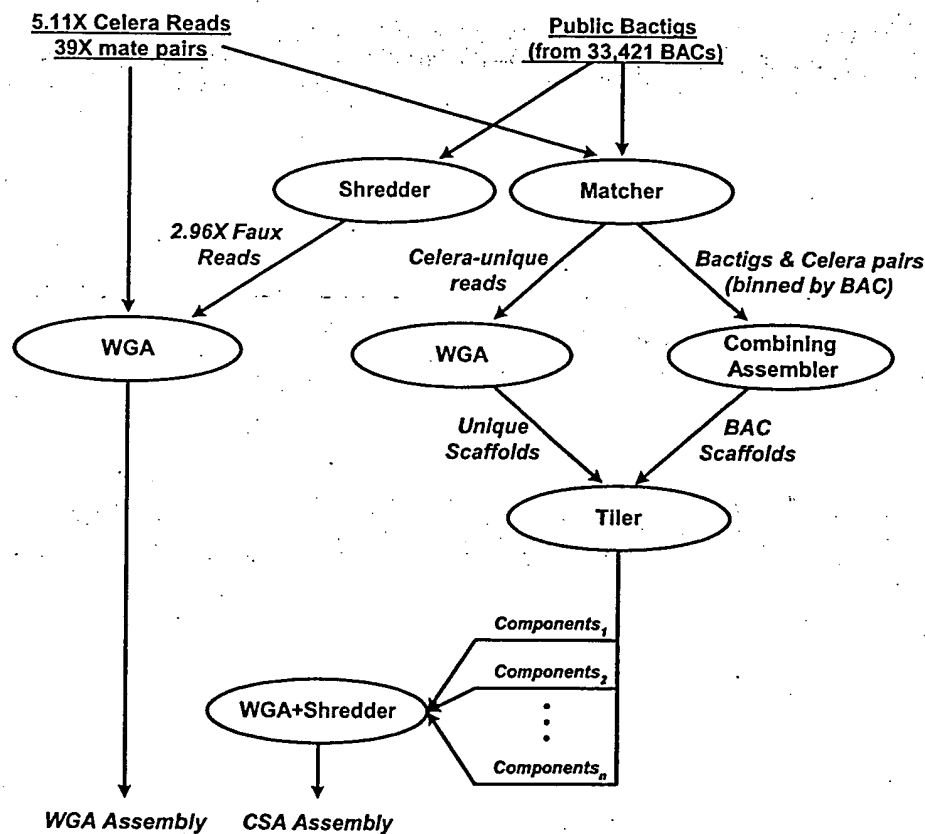 5.11X Celera Reads
39X mate pairs
Public Bactigs
(from 33,421 BACs)
Shredder
Matcher
2.96X Faux
Reads
Celera-unique
reads
Bactigs & Celera pairs
(binned by BAC)
WGA
WGA
Combining
Assembler
Unique
Scaffolds
BAC
Scaffolds
Tiler
Components1
Components2
WGA+Shredder
Componentsn
WGA Assembly
CSA Assembly